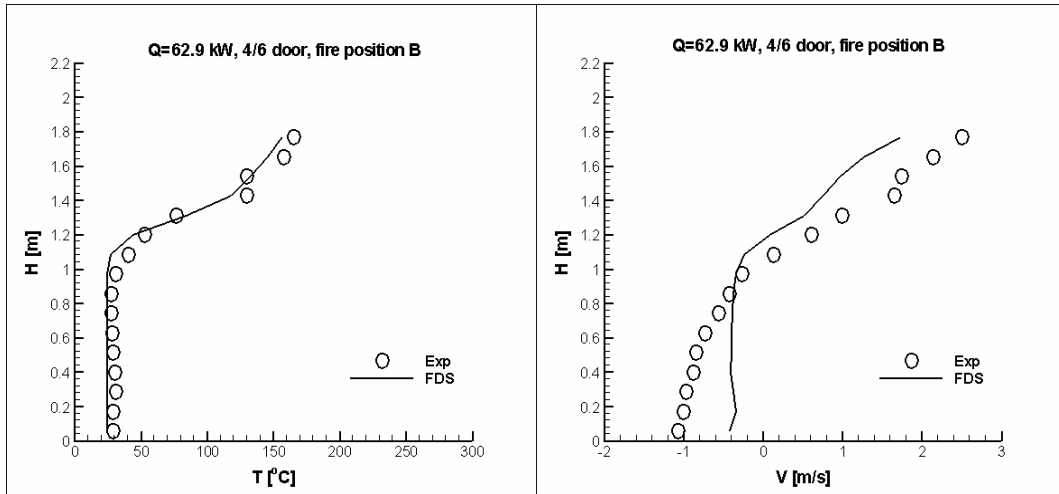 Q=62.9 kW, 4/6 door, fire position B
2.2
2
1.8
1.6
1.4
1.2
1
0.8
0.6
0.4
0.2
0
H [m]
Exp
FDS
0 50 100 150 200 250 300
T [°C]
Q=62.9 kW, 4/6 door, fire position B
2.2
2
1.8
1.6
1.4
1.2
1
0.8
0.6
0.4
0.2
0
H [m]
Exp
FDS
-2 -1 0 1 2 3
V [m/s]